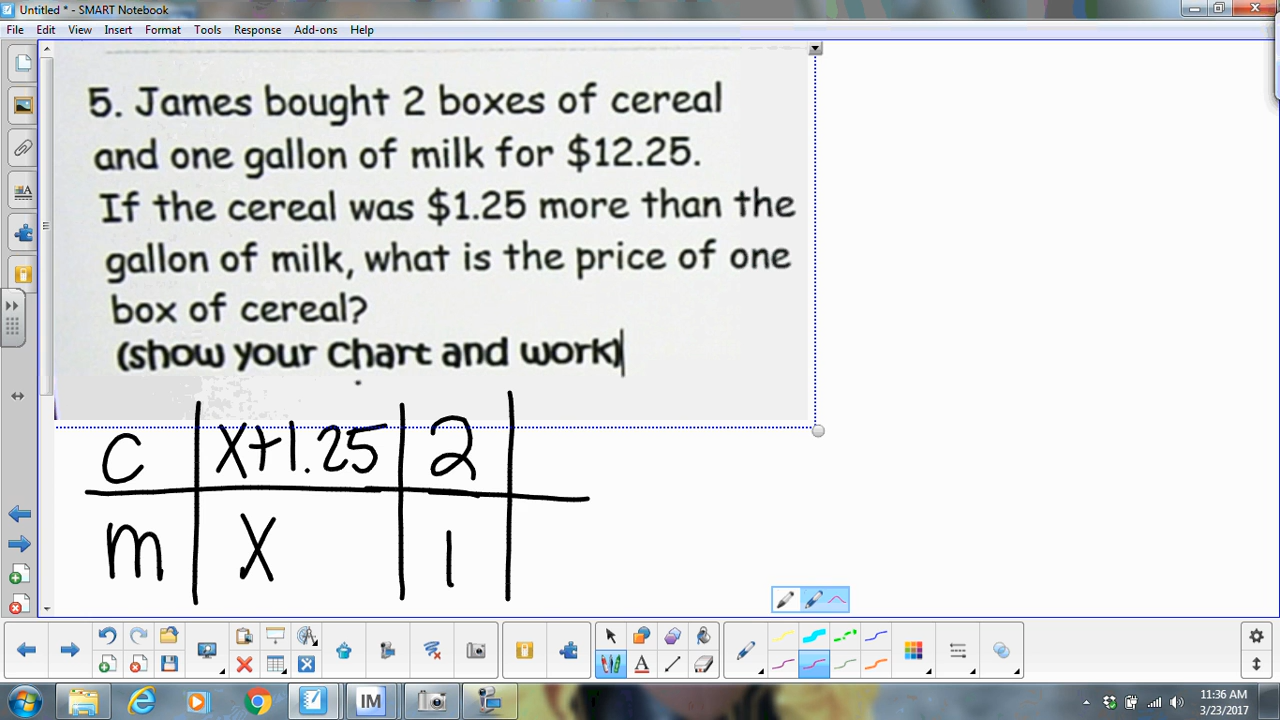 Untitled * - SMART Notebook
File Edit View Insert Format Tools Response Add-ons Help
5. James bought 2 boxes of cereal
and one gallon of milk for $12.25.
If the cereal was $1.25 more than the
gallon of milk, what is the price of one
box of cereal?
(show your chart and work)
C X+1.25 2
m X 1
A
IM
11:36 AM
3/23/2017